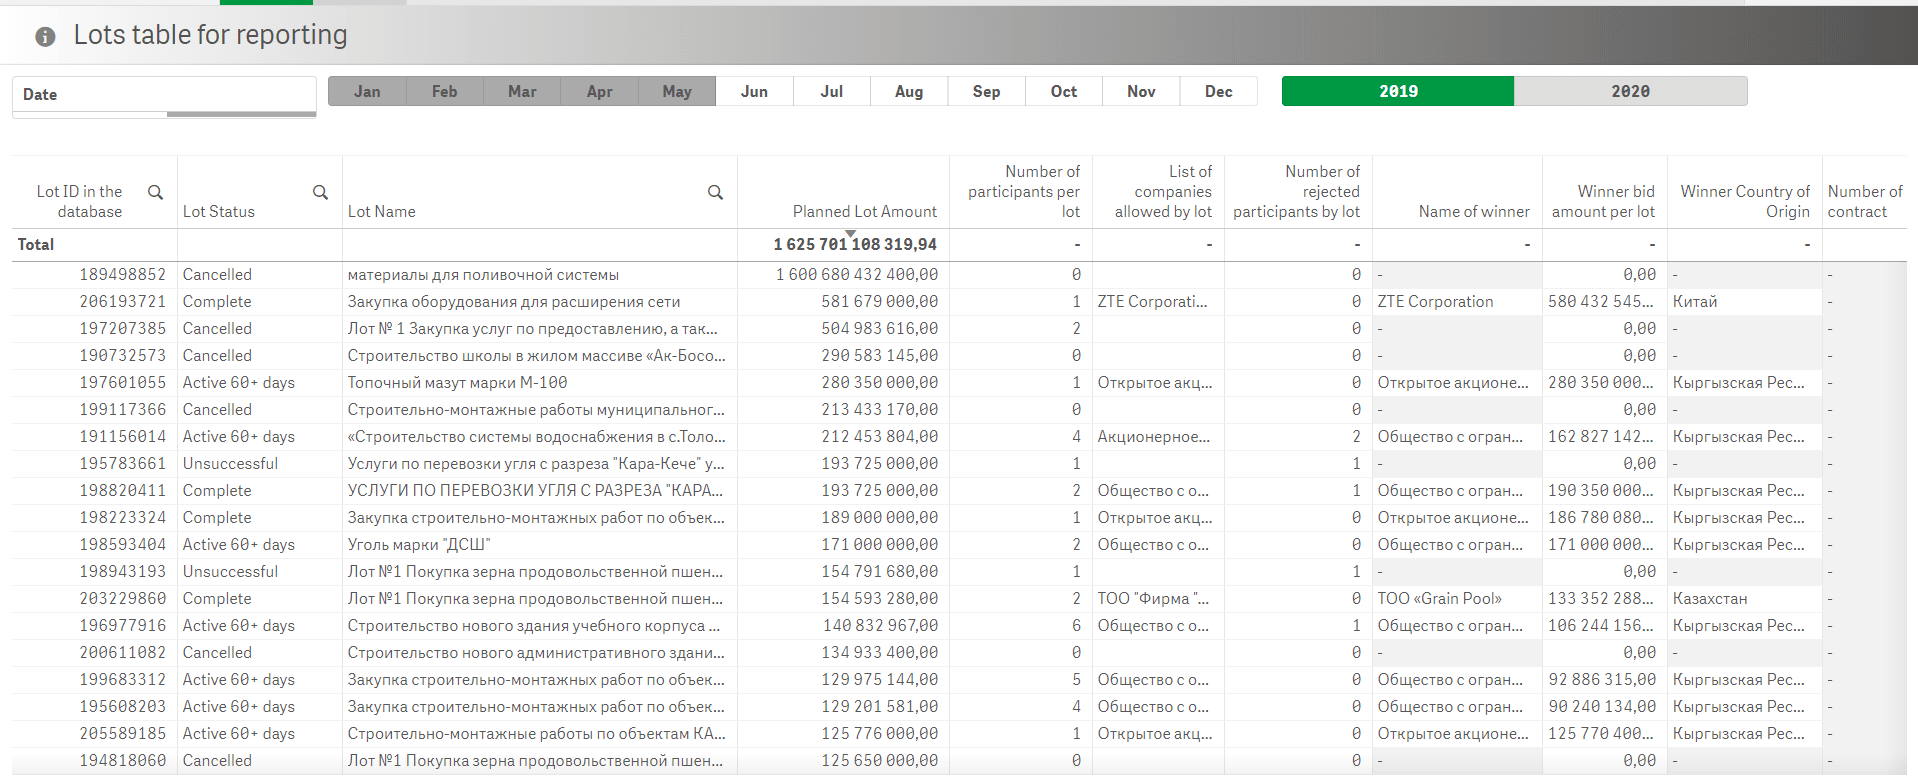 Lots table for reporting
Date
Jan Feb Mar Apr May Jun Jul Aug Sep Oct Nov Dec
2019 2020
Lot ID in the database Lot Status Lot Name Planned Lot Amount Number of participants per lot List of companies allowed by lot Number of rejected participants by lot Name of winner Winner bid amount per lot Winner Country of Origin Number of contract
Total 1 625 701 108 319,94 - - - - - -
189498852 Cancelled материалы для поливочной системы 1 600 680 432 400,00 0 0 - 0,00 - -
206193721 Complete Закупка оборудования для расширения сети 581 679 000,00 1 ZTE Corporati... 0 ZTE Corporation 580 432 545... Китай -
197207385 Cancelled Лот № 1 Закупка услуг по предоставлению, а так... 504 983 616,00 2 0 - 0,00 - -
190732573 Cancelled Строительство школы в жилом массиве «Ак-Босо... 290 583 145,00 0 0 - 0,00 - -
197601055 Active 60+ days Топочный мазут марки М-100 280 350 000,00 1 Открытое акц... 0 Открытое акционе... 280 350 000... Кыргызская Рес... -
199117366 Cancelled Строительно-монтажные работы муниципальног... 213 433 170,00 0 0 - 0,00 - -
191156014 Active 60+ days «Строительство системы водоснабжения в с.Толо... 212 453 804,00 4 Акционерное... 2 Общество с огран... 162 827 142... Кыргызская Рес... -
195783661 Unsuccessful Услуги по перевозки угля с разреза "Кара-Кече" у... 193 725 000,00 1 1 - 0,00 - -
198820411 Complete УСЛУГИ ПО ПЕРЕВОЗКИ УГЛЯ С РАЗРЕЗА "КАРА... 193 725 000,00 2 Общество с о... 1 Общество с огран... 190 350 000... Кыргызская Рес... -
198223324 Complete Закупка строительно-монтажных работ по объек... 189 000 000,00 1 Открытое акц... 0 Открытое акционе... 186 780 080... Кыргызская Рес... -
198593404 Active 60+ days Уголь марки "ДСШ" 171 000 000,00 2 Общество с о... 0 Общество с огран... 171 000 000... Кыргызская Рес... -
198943193 Unsuccessful Лот №1 Покупка зерна продовольственной пшен... 154 791 680,00 1 1 - 0,00 - -
203229860 Complete Лот №1 Покупка зерна продовольственной пшен... 154 593 280,00 2 ТОО "Фирма "... 0 ТОО «Grain Pool» 133 352 288... Казахстан -
196977916 Active 60+ days Строительство нового здания учебного корпуса ... 140 832 967,00 6 Общество с о... 1 Общество с огран... 106 244 156... Кыргызская Рес... -
200611082 Cancelled Строительство нового административного здани... 134 933 400,00 0 0 - 0,00 - -
199683312 Active 60+ days Закупка строительно-монтажных работ по объек... 129 975 144,00 5 Общество с о... 0 Общество с огран... 92 886 315,00 Кыргызская Рес... -
195608203 Active 60+ days Закупка строительно-монтажных работ по объек... 129 201 581,00 4 Общество с о... 0 Общество с огран... 90 240 134,00 Кыргызская Рес... -
205589185 Active 60+ days Строительно-монтажные работы по объектам КА... 125 776 000,00 1 Открытое акц... 0 Открытое акционе... 125 770 400... Кыргызская Рес... -
194818060 Cancelled Лот №1 Покупка зерна продовольственной пшен... 125 650 000,00 0 0 - 0,00 - -